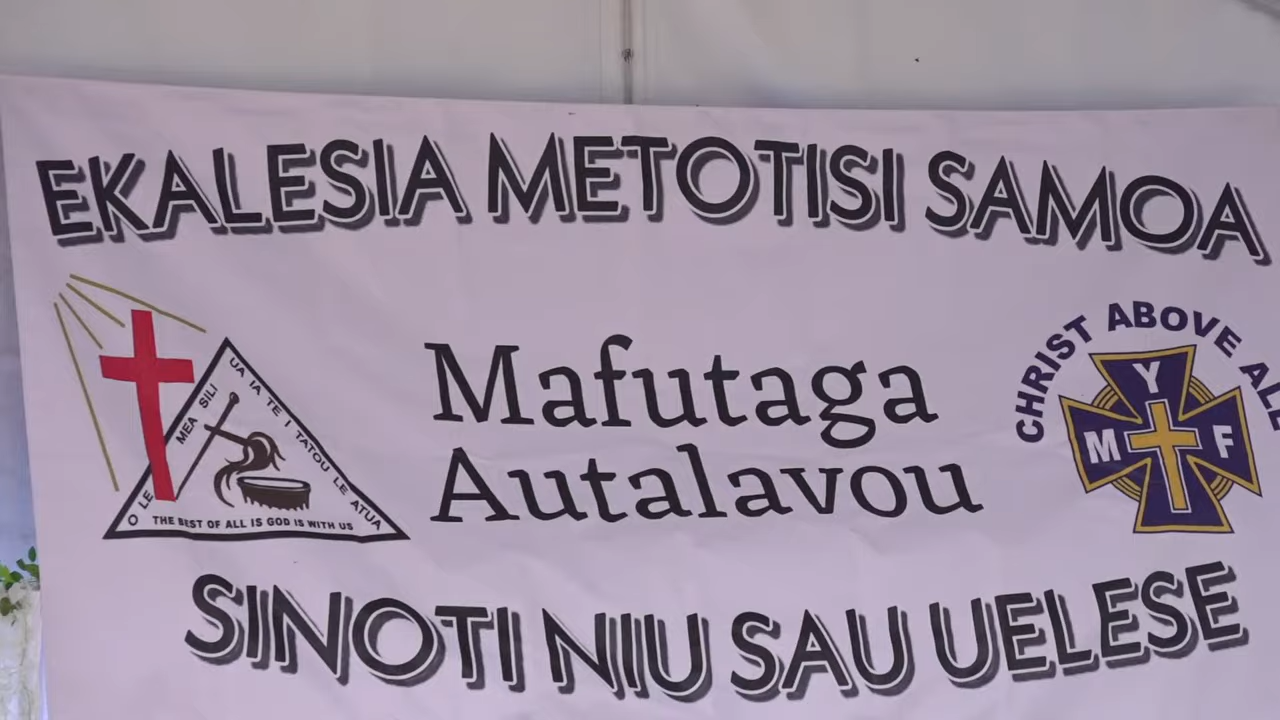 EKALESIA METOTISI SAMOA
O LE MEA SILI UA IA TE I TATOU LE ATUA
THE BEST OF ALL IS GOD IS WITH US
Mafutaga
Autalavou
CHRIST ABOVE ALL
Y
M F
SINOTI NIU SAU UELESE